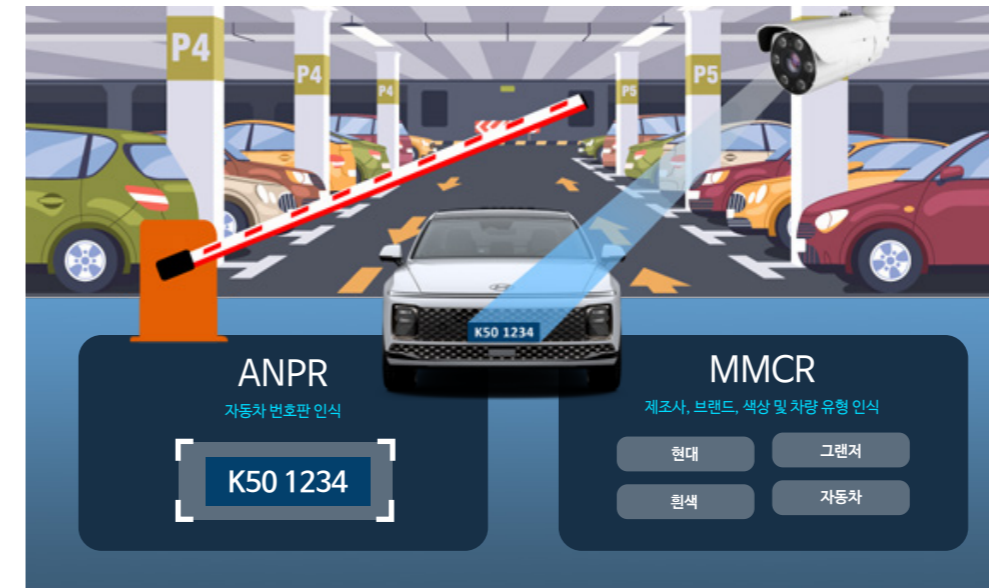 P4
P4
P4
P5
P5
K50 1234
ANPR
자동차 번호판 인식
K50 1234
MMCR
제조사, 브랜드, 색상 및 차량 유형 인식
현대
그랜저
흰색
자동차